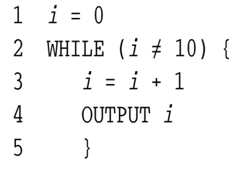 1 i = 0
2 WHILE (i ≠ 10) {
3 i = i + 1
4 OUTPUT i
5 }